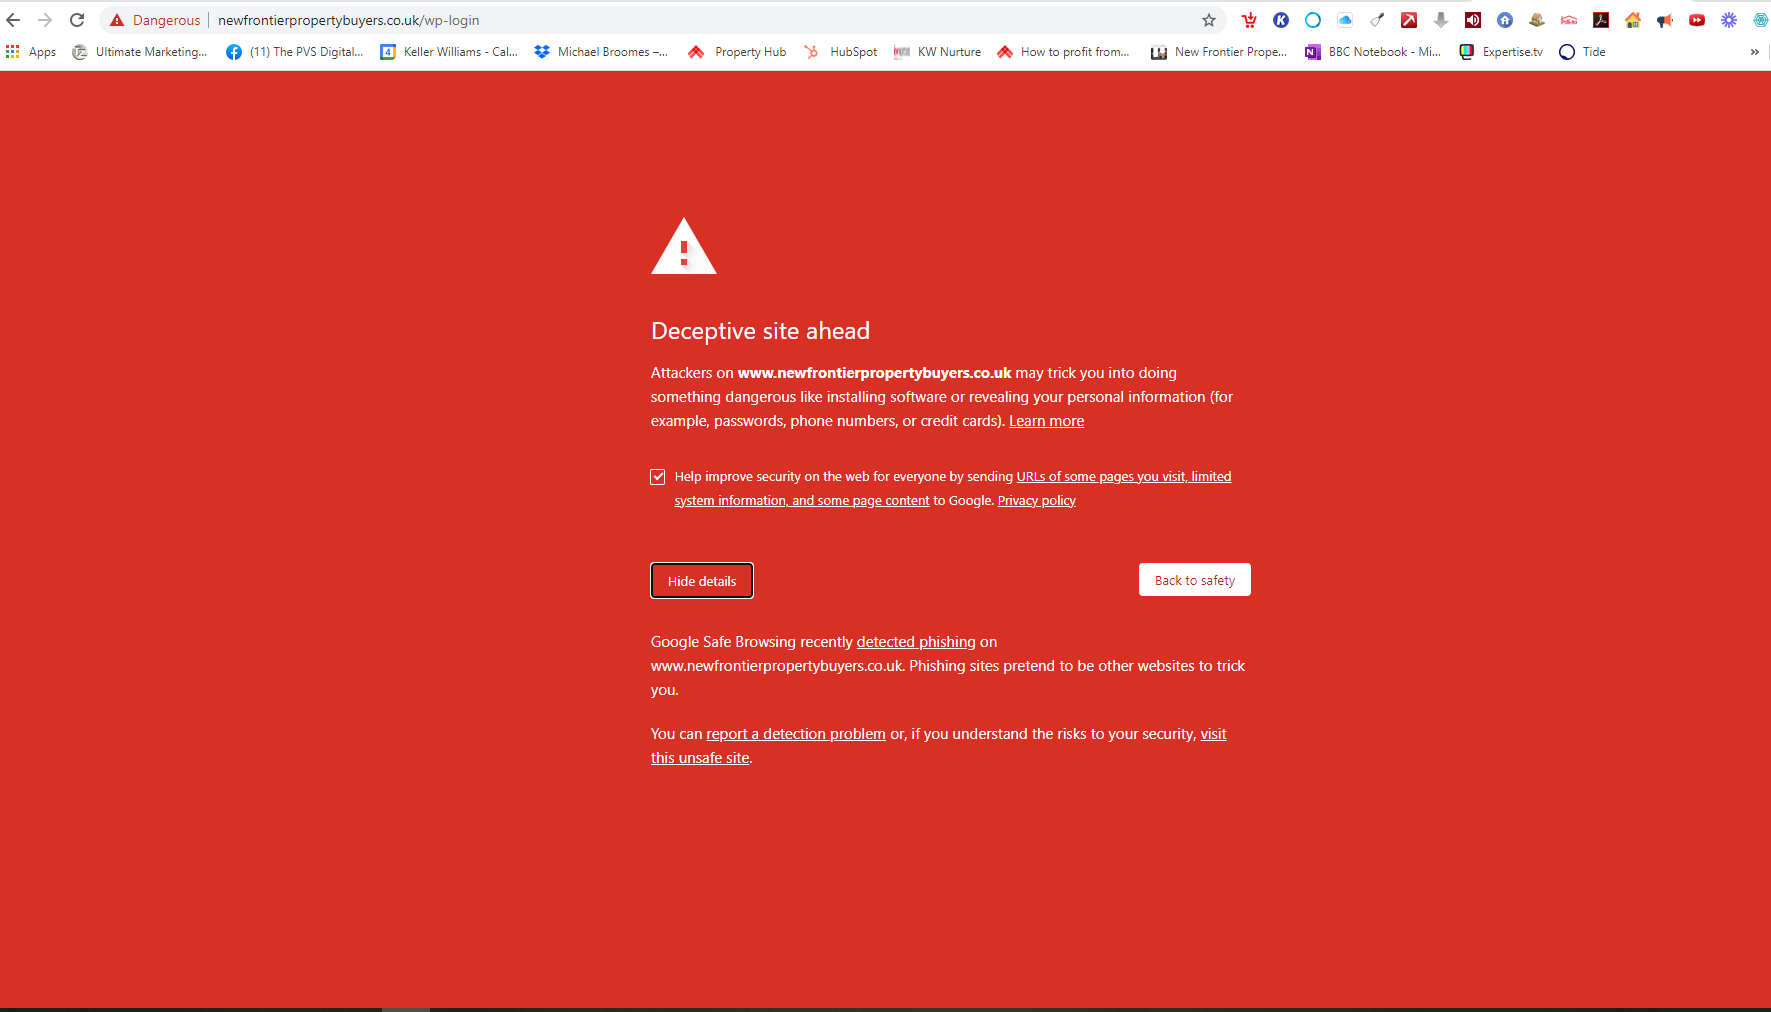 Dangerous newfrontierpropertybuyers.co.uk/wp-login
Apps Ultimate Marketing... (11) The PVS Digital... Keller Williams - Cal... Michael Broomes –... Property Hub HubSpot KW Nurture How to profit from... New Frontier Prope... BBC Notebook - Mi... Expertise.tv Tide »
Deceptive site ahead
Attackers on www.newfrontierpropertybuyers.co.uk may trick you into doing
something dangerous like installing software or revealing your personal information (for
example, passwords, phone numbers, or credit cards). Learn more
Help improve security on the web for everyone by sending URLs of some pages you visit, limited
system information, and some page content to Google. Privacy policy
Hide details Back to safety
Google Safe Browsing recently detected phishing on
www.newfrontierpropertybuyers.co.uk. Phishing sites pretend to be other websites to trick
you.
You can report a detection problem or, if you understand the risks to your security, visit
this unsafe site.